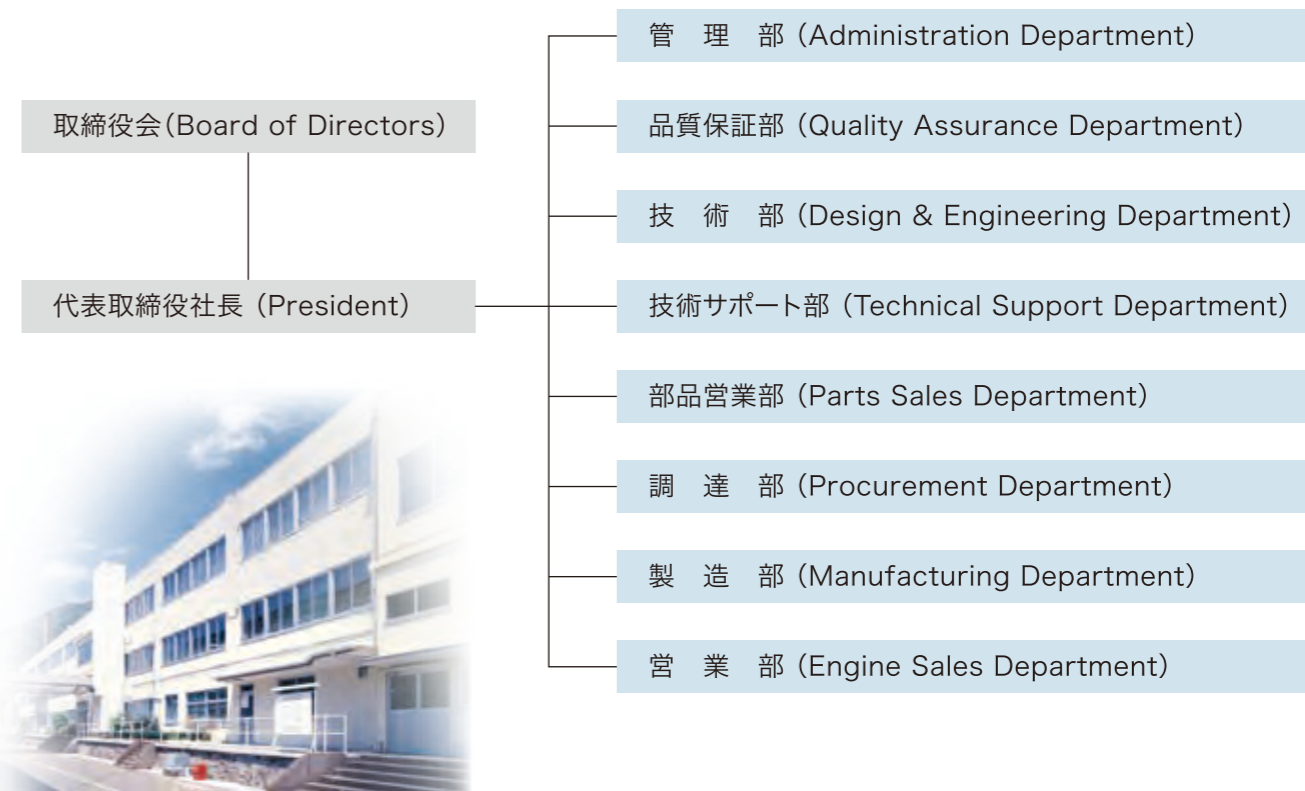 取締役会(Board of Directors)
代表取締役社長 (President)
管　理　部 (Administration Department)
品質保証部 (Quality Assurance Department)
技　術　部 (Design & Engineering Department)
技術サポート部 (Technical Support Department)
部品営業部 (Parts Sales Department)
調　達　部 (Procurement Department)
製　造　部 (Manufacturing Department)
営　業　部 (Engine Sales Department)